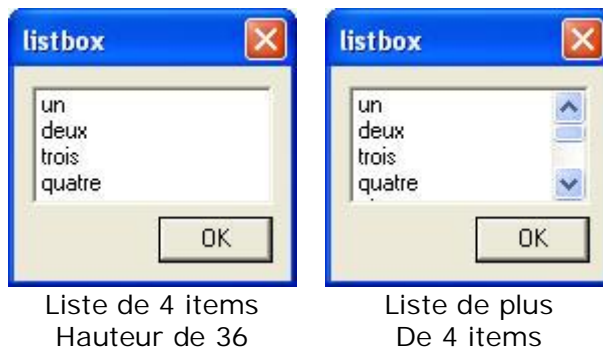 listbox
un
deux
trois
quatre
OK
Liste de 4 items
Hauteur de 36
listbox
un
deux
trois
quatre
OK
Liste de plus
De 4 items